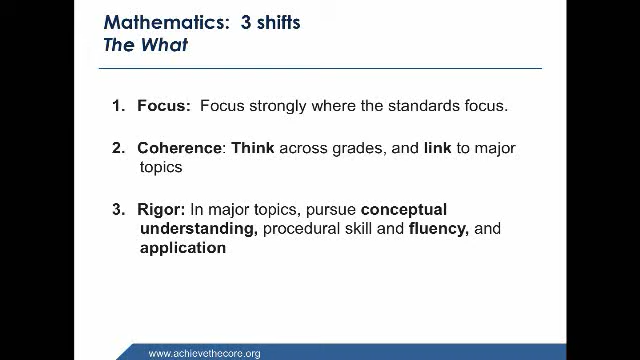 Mathematics: 3 shifts
The What
1. Focus: Focus strongly where the standards focus.
2. Coherence: Think across grades, and link to major
topics
3. Rigor: In major topics, pursue conceptual
understanding, procedural skill and fluency, and
application
www.achievethecore.org